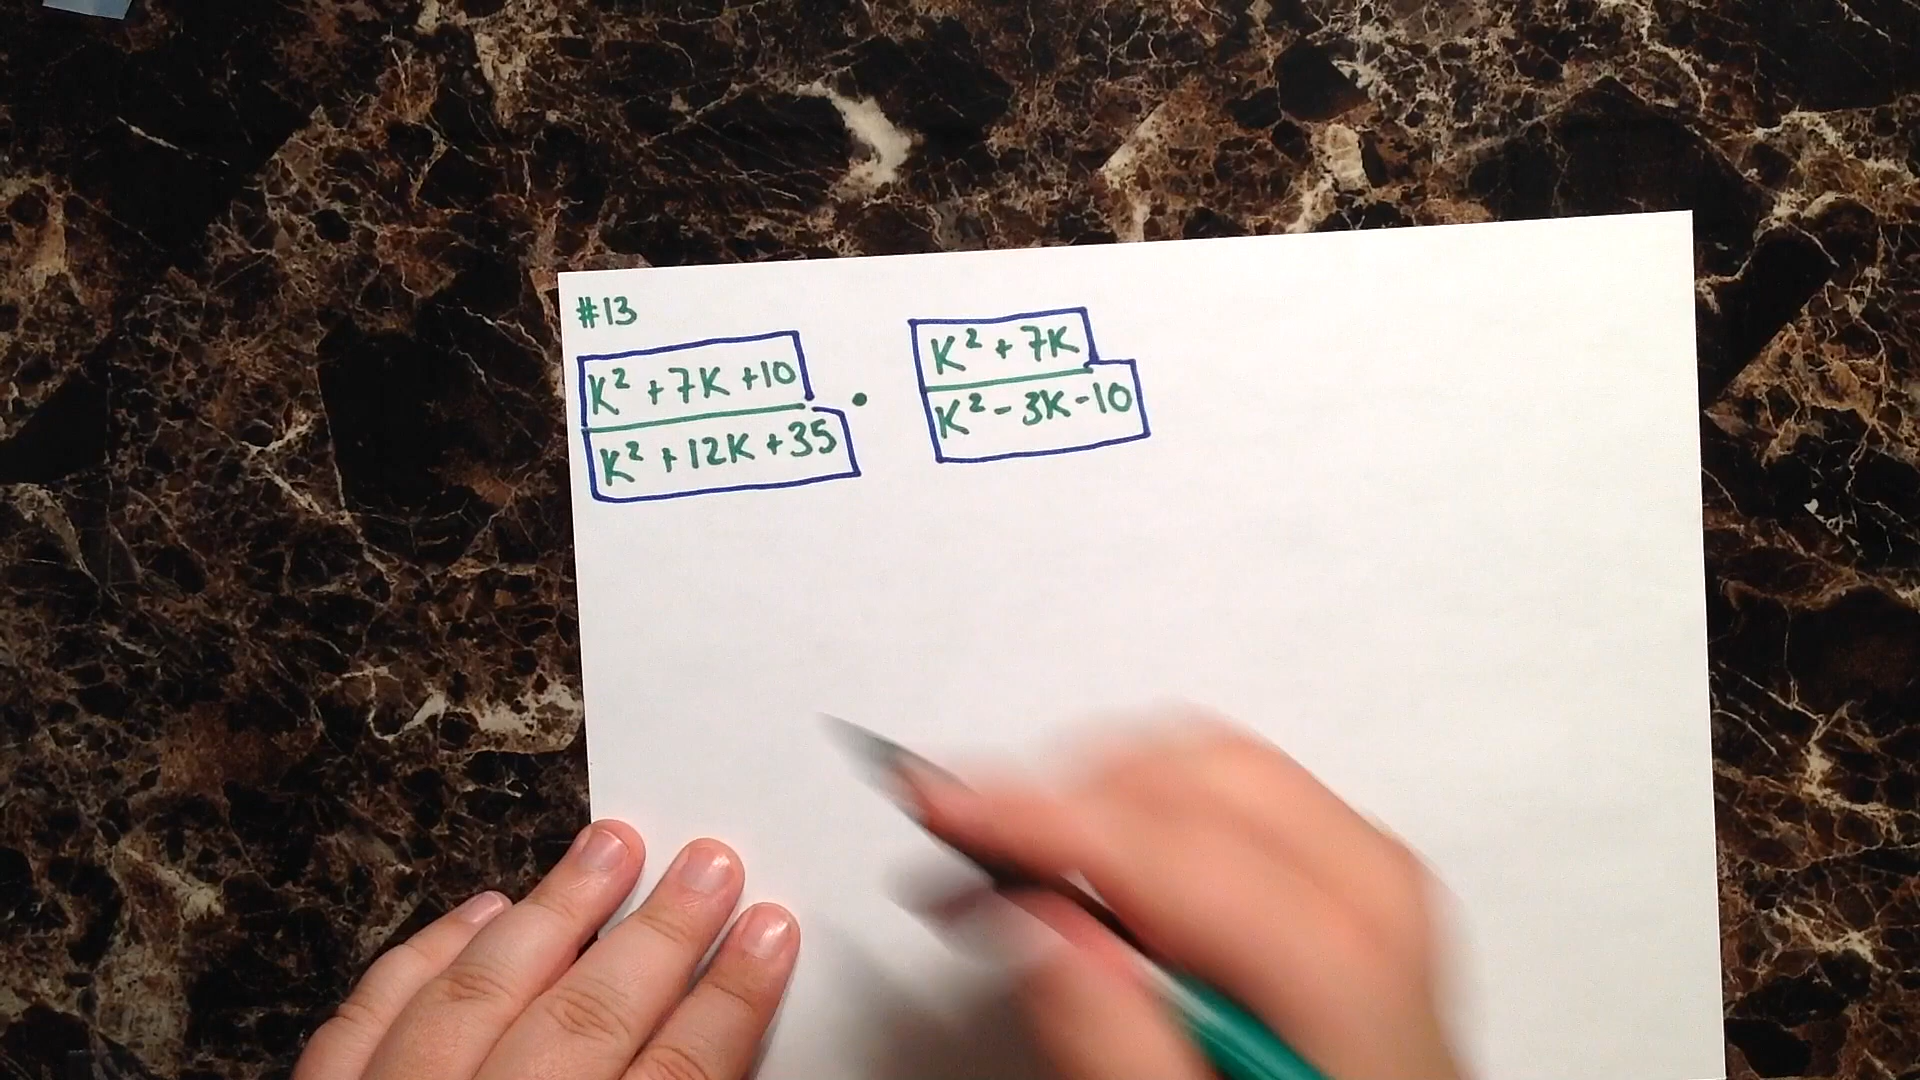 #13
K² + 7K + 10 · K² + 7K
K² + 12K + 35 K² - 3K - 10